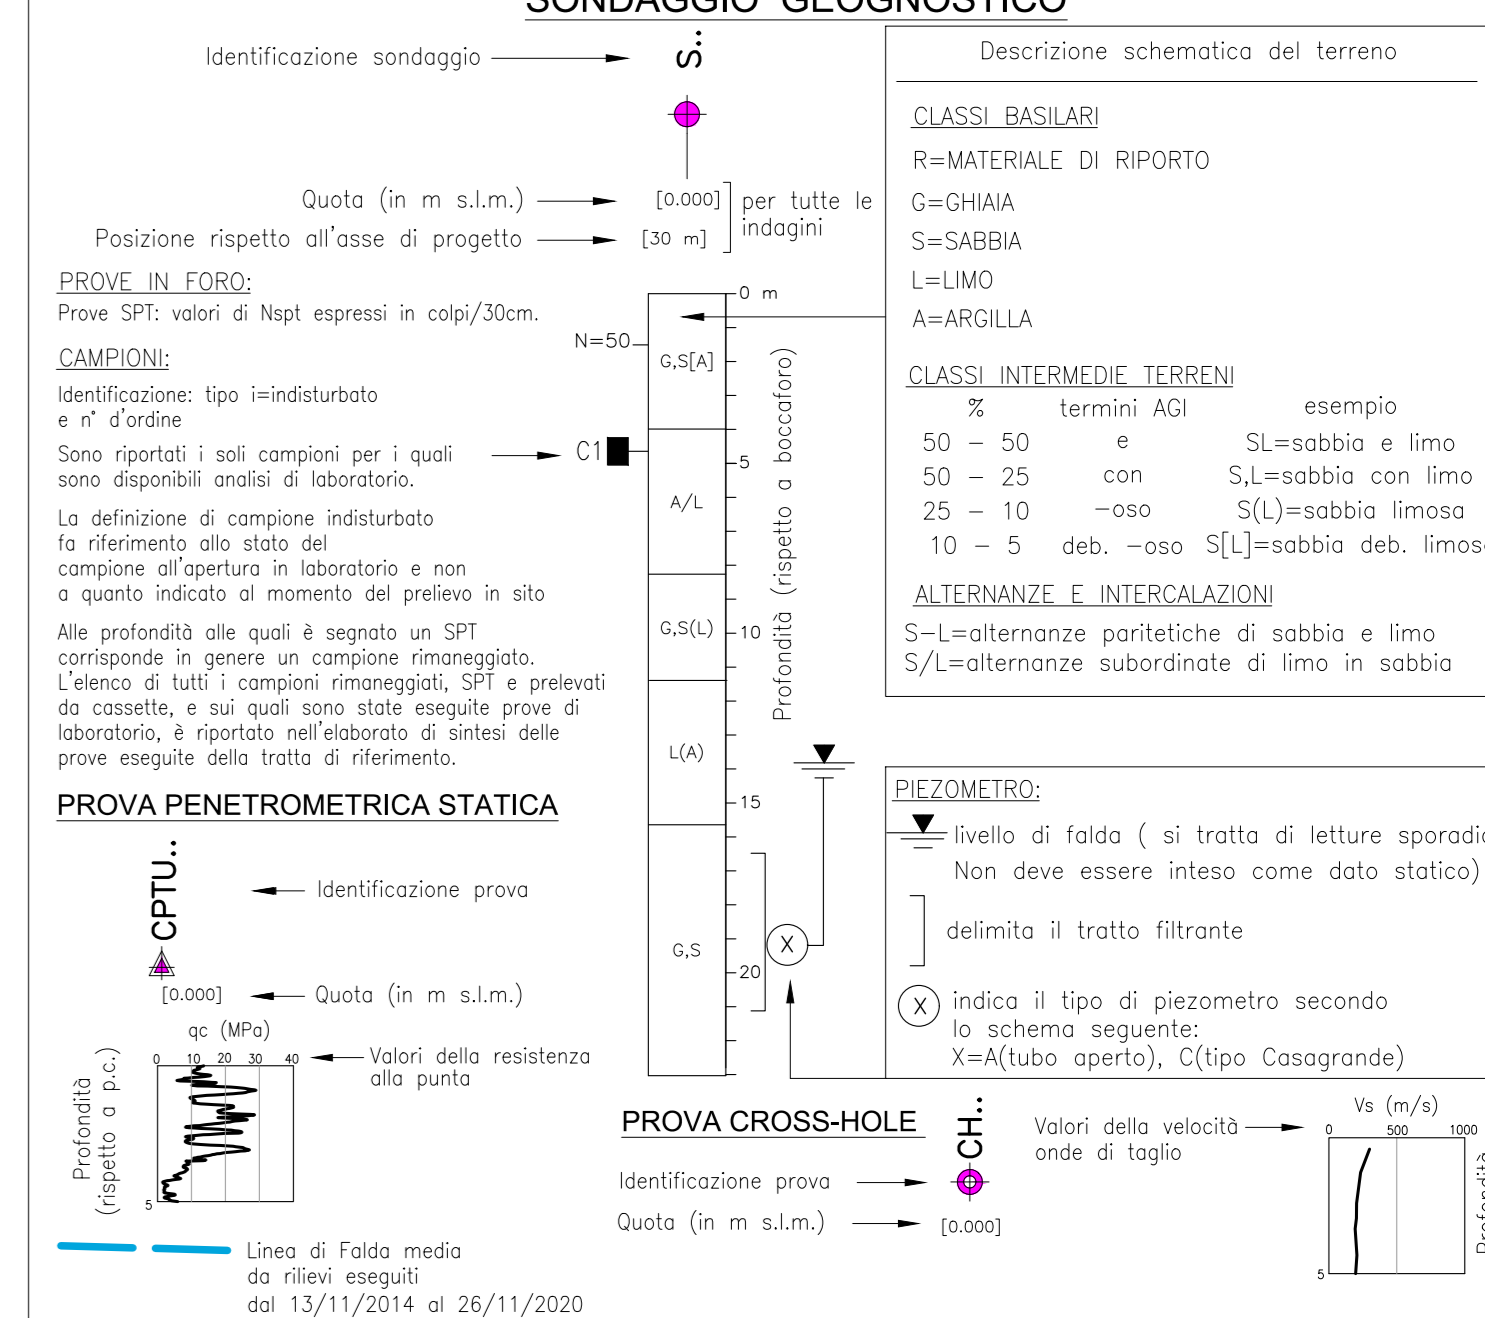 SONDAGGIO GEOGNOSTICO
Identificazione sondaggio
S..
Quota (in m s.l.m.)
[0.000]
Posizione rispetto all'asse di progetto
[30 m]
per tutte le
indagini
PROVE IN FORO:
Prove SPT: valori di Nspt espressi in colpi/30cm.
CAMPIONI:
Identificazione: tipo i=indisturbato
e n° d'ordine
Sono riportati i soli campioni per i quali
sono disponibili analisi di laboratorio.
La definizione di campione indisturbato
fa riferimento allo stato del
campione all'apertura in laboratorio e non
a quanto indicato al momento del prelievo in sito
Alle profondità alle quali è segnato un SPT
corrisponde in genere un campione rimaneggiato.
L'elenco di tutti i campioni rimaneggiati, SPT e prelevati
da cassette, e sui quali sono state eseguite prove di
laboratorio, è riportato nell'elaborato di sintesi delle
prove eseguite della tratta di riferimento.
N=50
C1
G,S[A]
A/L
G,S(L)
L(A)
G,S
0 m
5
10
15
20
Profondità (rispetto a boccaforo)
X
Descrizione schematica del terreno
CLASSI BASILARI
R=MATERIALE DI RIPORTO
G=GHIAIA
S=SABBIA
L=LIMO
A=ARGILLA
CLASSI INTERMEDIE TERRENI
% termini AGI esempio
50 - 50 e SL=sabbia e limo
50 - 25 con S,L=sabbia con limo
25 - 10 -oso S(L)=sabbia limosa
10 - 5 deb. -oso S[L]=sabbia deb. limosa
ALTERNANZE E INTERCALAZIONI
S-L=alternanze paritetiche di sabbia e limo
S/L=alternanze subordinate di limo in sabbia
PIEZOMETRO:
livello di falda ( si tratta di letture sporadic
Non deve essere inteso come dato statico)
delimita il tratto filtrante
X
indica il tipo di piezometro secondo
lo schema seguente:
X=A(tubo aperto), C(tipo Casagrande)
PROVA PENETROMETRICA STATICA
CPTU..
Identificazione prova
[0.000]
Quota (in m s.l.m.)
qc (MPa)
0 10 20 30 40
Valori della resistenza
alla punta
Profondità
(rispetto a p.c.)
5
Linea di Falda media
da rilievi eseguiti
dal 13/11/2014 al 26/11/2020
PROVA CROSS-HOLE
CH..
Identificazione prova
Quota (in m s.l.m.)
[0.000]
Valori della velocità
onde di taglio
Vs (m/s)
0 500 1000
5
Profondità